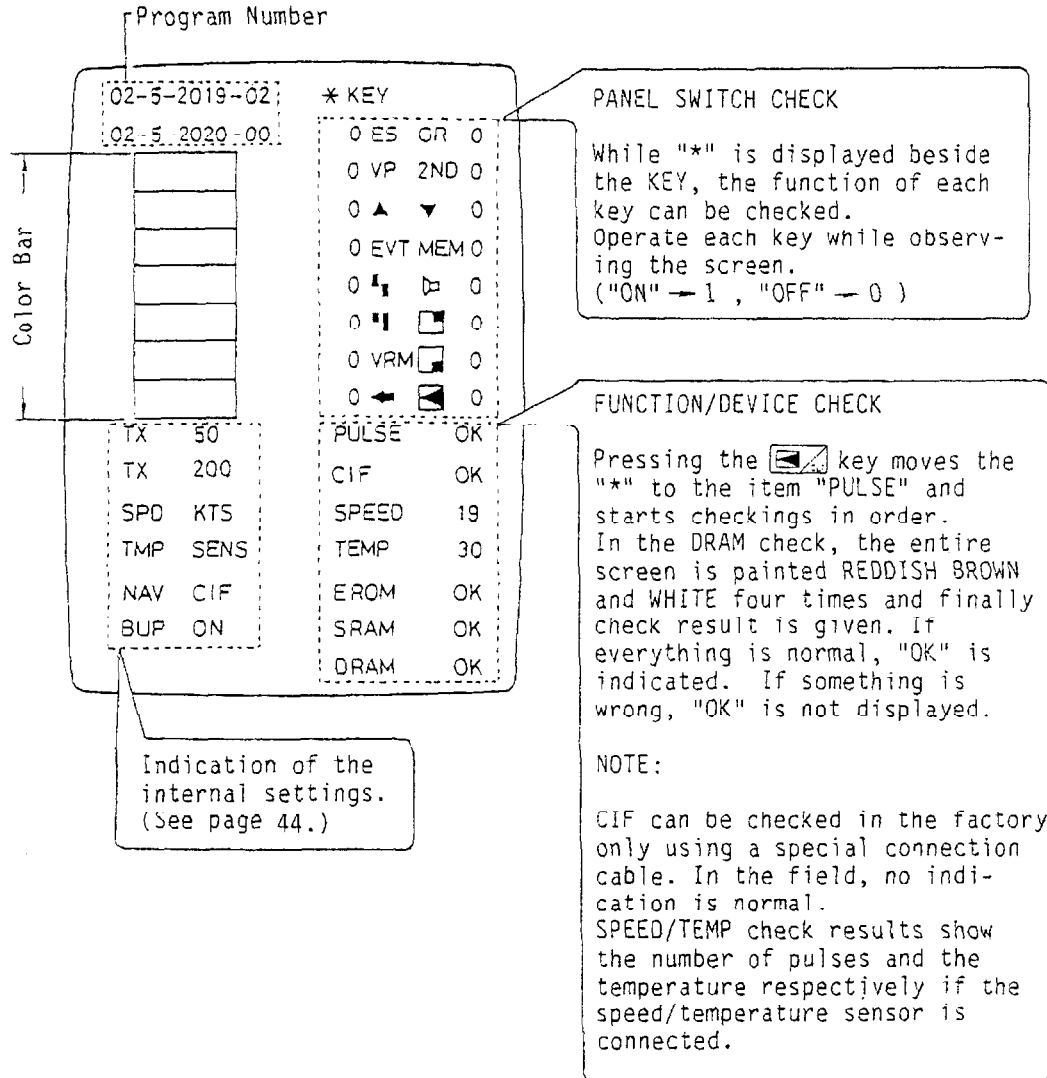 Program Number
02-5-2019-02
02-5 2020-00
Color Bar
* KEY
0 ES GR 0
0 VP 2ND 0
0 ▲ ▼ 0
0 EVT MEM 0
0 0
0 0
0 VRM 0
0 ← 0
TX 50
TX 200
SPD KTS
TMP SENS
NAV CIF
BUP ON
PULSE OK
CIF OK
SPEED 19
TEMP 30
EROM OK
SRAM OK
DRAM OK
Indication of the
internal settings.
(See page 44.)
PANEL SWITCH CHECK
While "*" is displayed beside
the KEY, the function of each
key can be checked.
Operate each key while observ-
ing the screen.
("ON" → 1 , "OFF" → 0 )
FUNCTION/DEVICE CHECK
Pressing the key moves the
"*" to the item "PULSE" and
starts checkings in order.
In the DRAM check, the entire
screen is painted REDDISH BROWN
and WHITE four times and finally
check result is given. If
everything is normal, "OK" is
indicated. If something is
wrong, "OK" is not displayed.
NOTE:
CIF can be checked in the factory
only using a special connection
cable. In the field, no indi-
cation is normal.
SPEED/TEMP check results show
the number of pulses and the
temperature respectively if the
speed/temperature sensor is
connected.